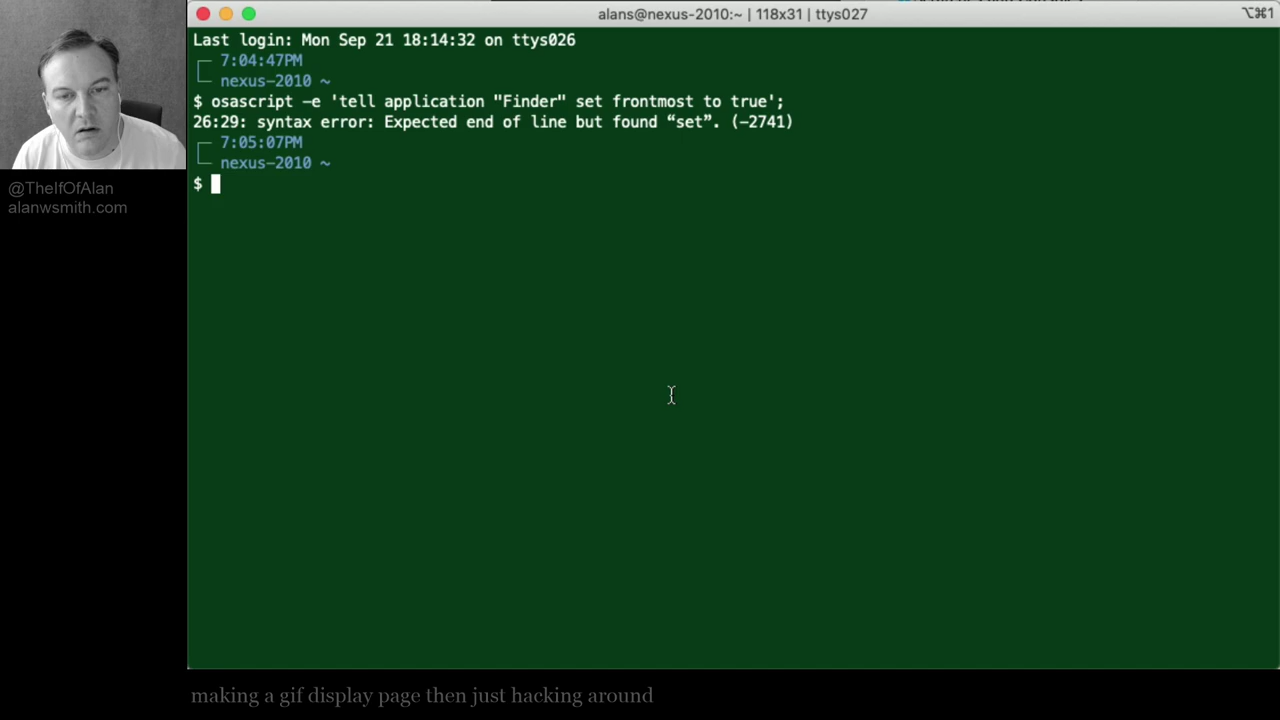 alans@nexus-2010:~ | 118x31 | ttys027
⌥⌘1
Last login: Mon Sep 21 18:14:32 on ttys026
7:04:47PM
nexus-2010 ~
$ osascript -e 'tell application "Finder" set frontmost to true';
26:29: syntax error: Expected end of line but found “set”. (-2741)
7:05:07PM
nexus-2010 ~
$
@TheIfOfAlan
alanwsmith.com
making a gif display page then just hacking around